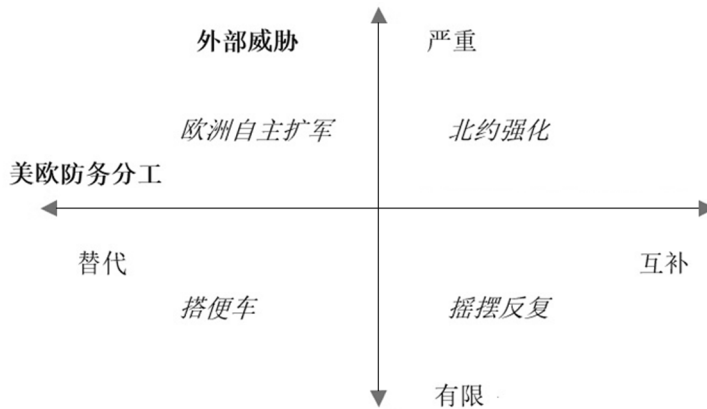 外部威胁
严重
欧洲自主扩军
北约强化
美欧防务分工
替代
互补
搭便车
摇摆反复
有限